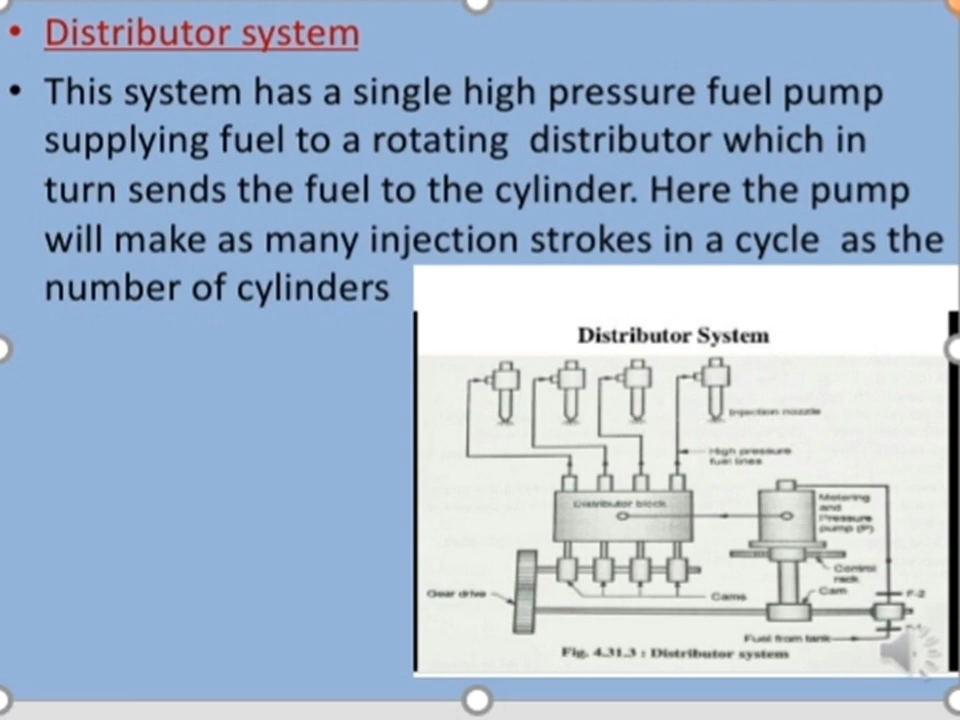 • Distributor system
• This system has a single high pressure fuel pump
supplying fuel to a rotating distributor which in
turn sends the fuel to the cylinder. Here the pump
will make as many injection strokes in a cycle as the
number of cylinders
Distributor System
Injection nozzle
High pressure
fuel lines
Distributor block
Metering
and
Pressure
pump (P)
Control
rack
Cam
Gear drive
Cams
F-2
Fuel from tank
Fig. 4.31.3 : Distributor system